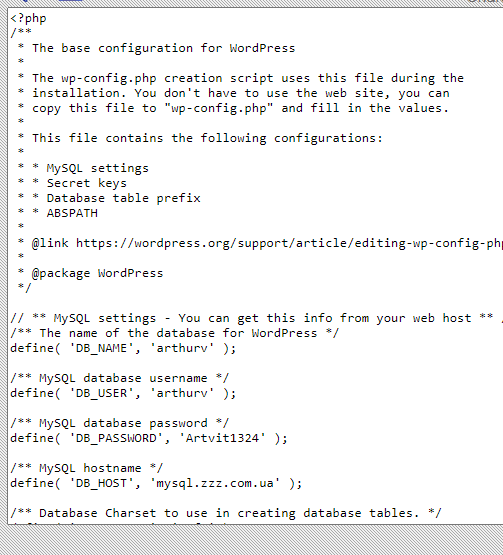 <?php
/**
 * The base configuration for WordPress
 *
 * The wp-config.php creation script uses this file during the
 * installation. You don't have to use the web site, you can
 * copy this file to "wp-config.php" and fill in the values.
 *
 * This file contains the following configurations:
 *
 * * MySQL settings
 * * Secret keys
 * * Database table prefix
 * * ABSPATH
 *
 * @link https://wordpress.org/support/article/editing-wp-config-php
 *
 * @package WordPress
 */
// ** MySQL settings - You can get this info from your web host **
/** The name of the database for WordPress */
define( 'DB_NAME', 'arthurv' );
/** MySQL database username */
define( 'DB_USER', 'arthurv' );
/** MySQL database password */
define( 'DB_PASSWORD', 'Artvit1324' );
/** MySQL hostname */
define( 'DB_HOST', 'mysql.zzz.com.ua' );
/** Database Charset to use in creating database tables. */